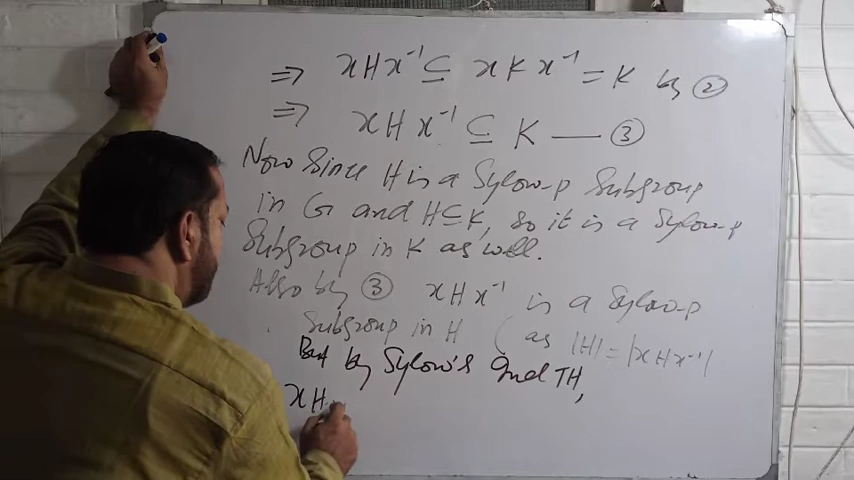 ⇒ xHx⁻¹ ⊆ xKx⁻¹ = K by ②
⇒ xHx⁻¹ ⊆ K — ③
Now Since H is a Sylow-p Subgroup
in G and H⊆K, so it is a Sylow-p
Subgroup in K as well.
Also by ③ xHx⁻¹ is a Sylow-p
Subgroup in H (as |H| = |xHx⁻¹|
But by Sylow's 2nd TH,
xH